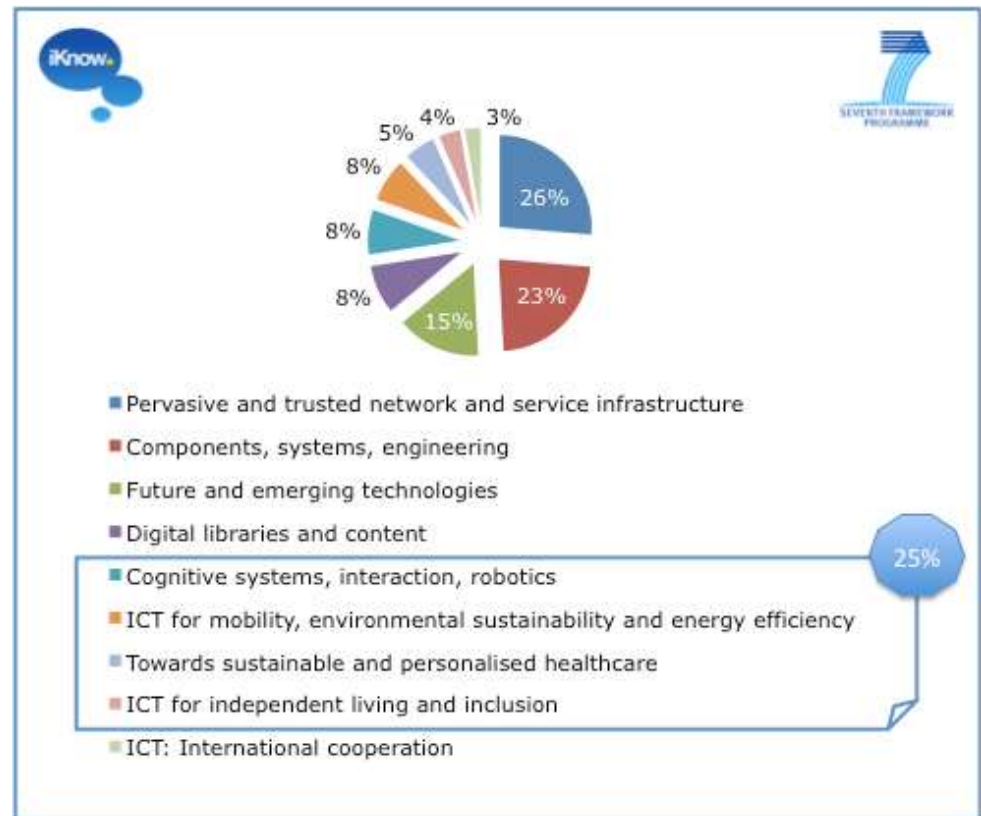 iKnow.
SEVENTH FRAMEWORK
PROGRAMME
3%
4%
5%
8%
8%
8%
26%
23%
15%
Pervasive and trusted network and service infrastructure
Components, systems, engineering
Future and emerging technologies
Digital libraries and content
25%
Cognitive systems, interaction, robotics
ICT for mobility, environmental sustainability and energy efficiency
Towards sustainable and personalised healthcare
ICT for independent living and inclusion
ICT: International cooperation